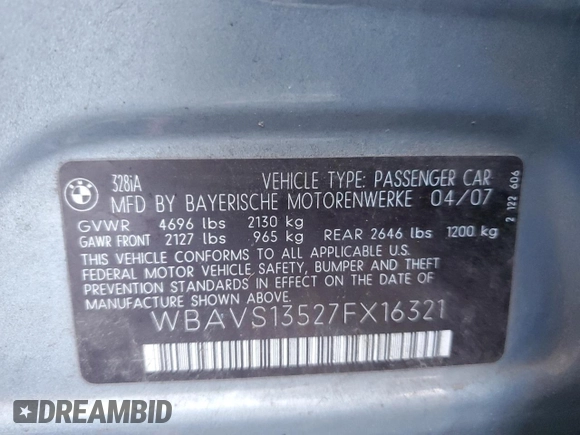 BMW
328iA VEHICLE TYPE: PASSENGER CAR
MFD BY BAYERISCHE MOTORENWERKE 04/07
GVWR 4696 lbs 2130 kg
GAWR FRONT 2127 lbs 965 kg REAR 2646 lbs 1200 kg
THIS VEHICLE CONFORMS TO ALL APPLICABLE U.S.
FEDERAL MOTOR VEHICLE SAFETY, BUMPER AND THEFT
PREVENTION STANDARDS IN EFFECT ON THE DATE OF
MANUFACTURE SHOWN ABOVE.
WBAVS13527FX16321
2 122 606
DREAMBID